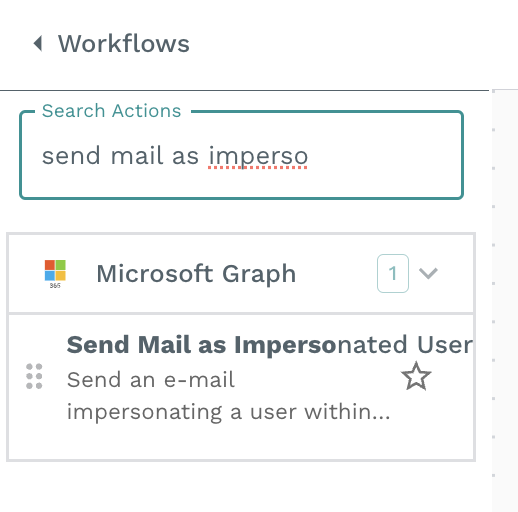 Workflows
Search Actions
send mail as imperso
Microsoft Graph 1
365
Send Mail as Impersonated User
Send an e-mail
impersonating a user within...